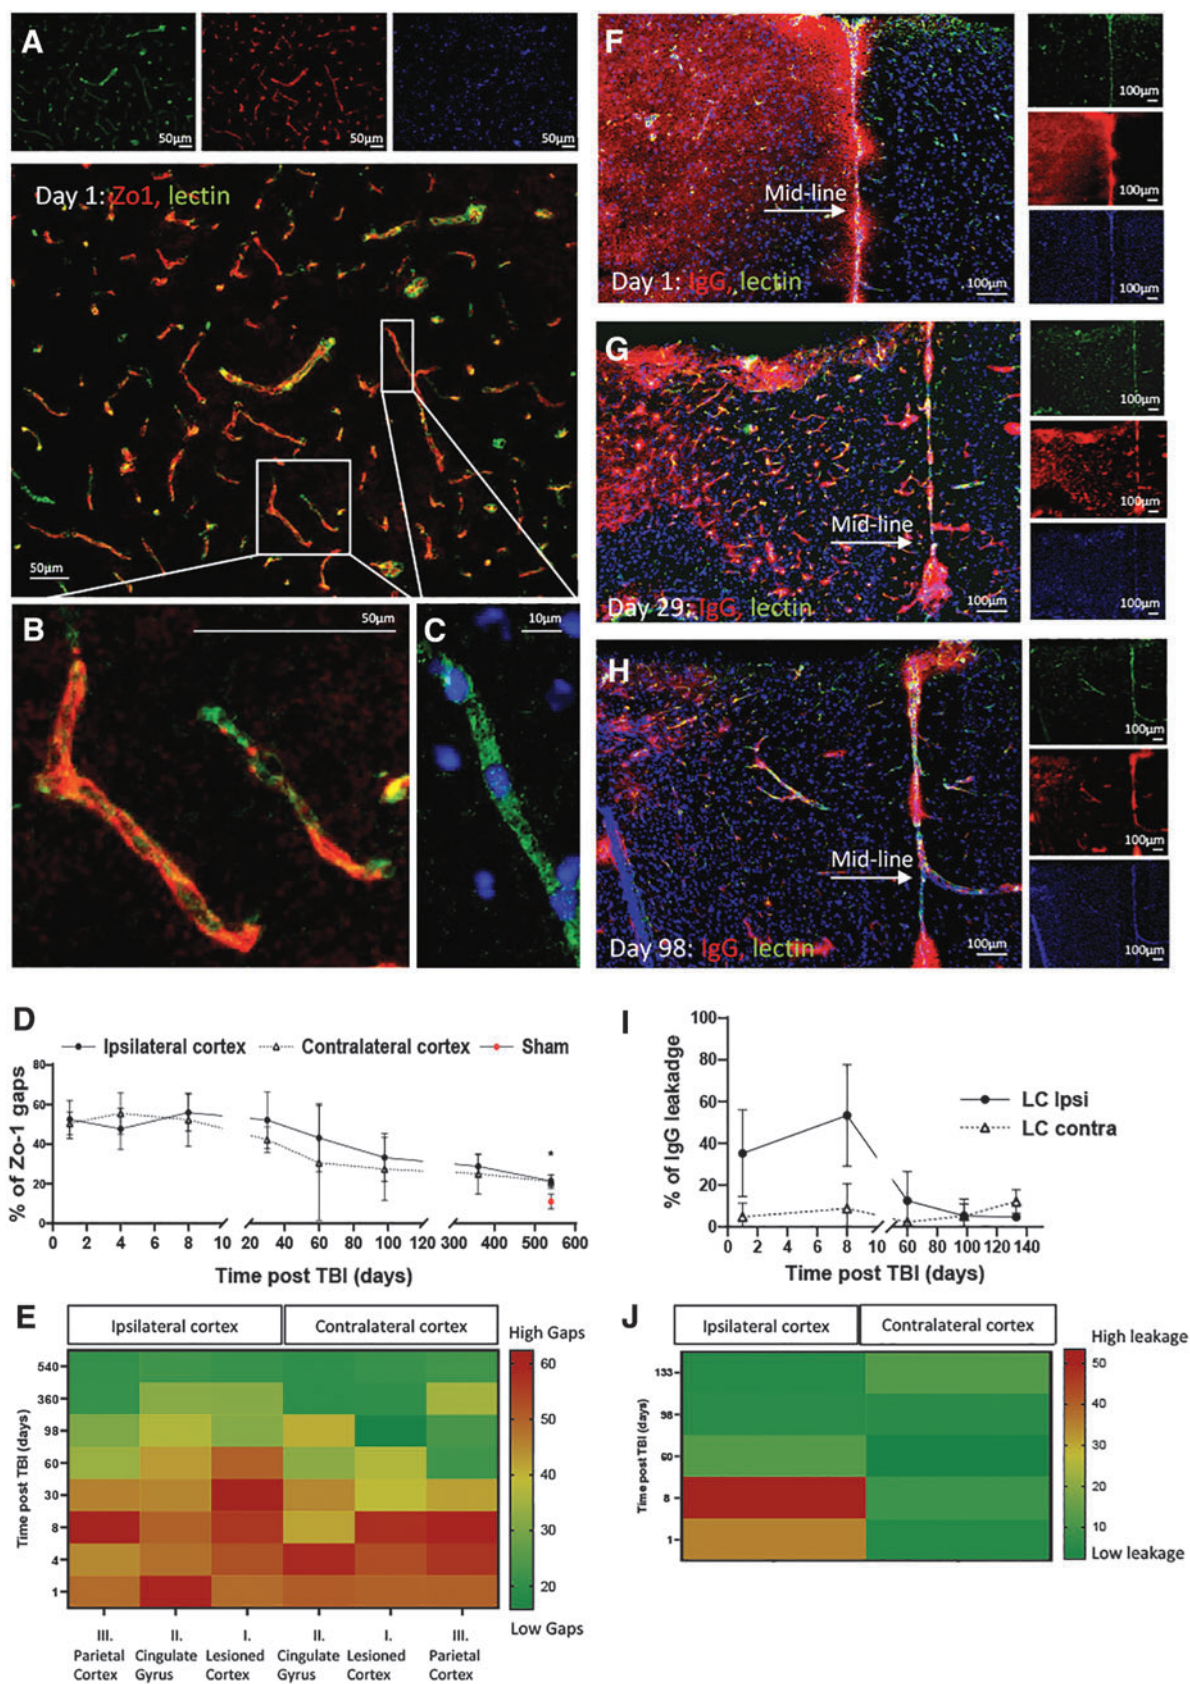 A
50µm
50µm
50µm
Day 1: Zo1, lectin
50µm
B
50µm
C
10µm
F
Mid-line
Day 1: IgG, lectin
100µm
100µm
100µm
100µm
G
Mid-line
Day 29: IgG, lectin
100µm
100µm
100µm
100µm
H
Mid-line
Day 98: IgG, lectin
100µm
100µm
100µm
100µm
D
Ipsilateral cortex Contralateral cortex Sham
% of Zo-1 gaps
80
60
40
20
0
*
0 2 4 6 8 10 20 40 60 80 100 120 300 400 500 600
Time post TBI (days)
I
% of IgG leakadge
100
80
60
40
20
0
LC Ipsi
LC contra
0 2 4 6 8 10 60 80 100 120 140
Time post TBI (days)
E
Ipsilateral cortex Contralateral cortex
High Gaps
Time post TBI (days)
540
360
98
60
30
8
4
1
60
50
40
30
20
Low Gaps
III. II. I. II. I. III.
Parietal Cingulate Lesioned Cingulate Lesioned Parietal
Cortex Gyrus Cortex Gyrus Cortex Cortex
J
Ipsilateral cortex Contralateral cortex
High leakage
Time post TBI (days)
133
98
60
8
1
50
40
30
20
10
Low leakage